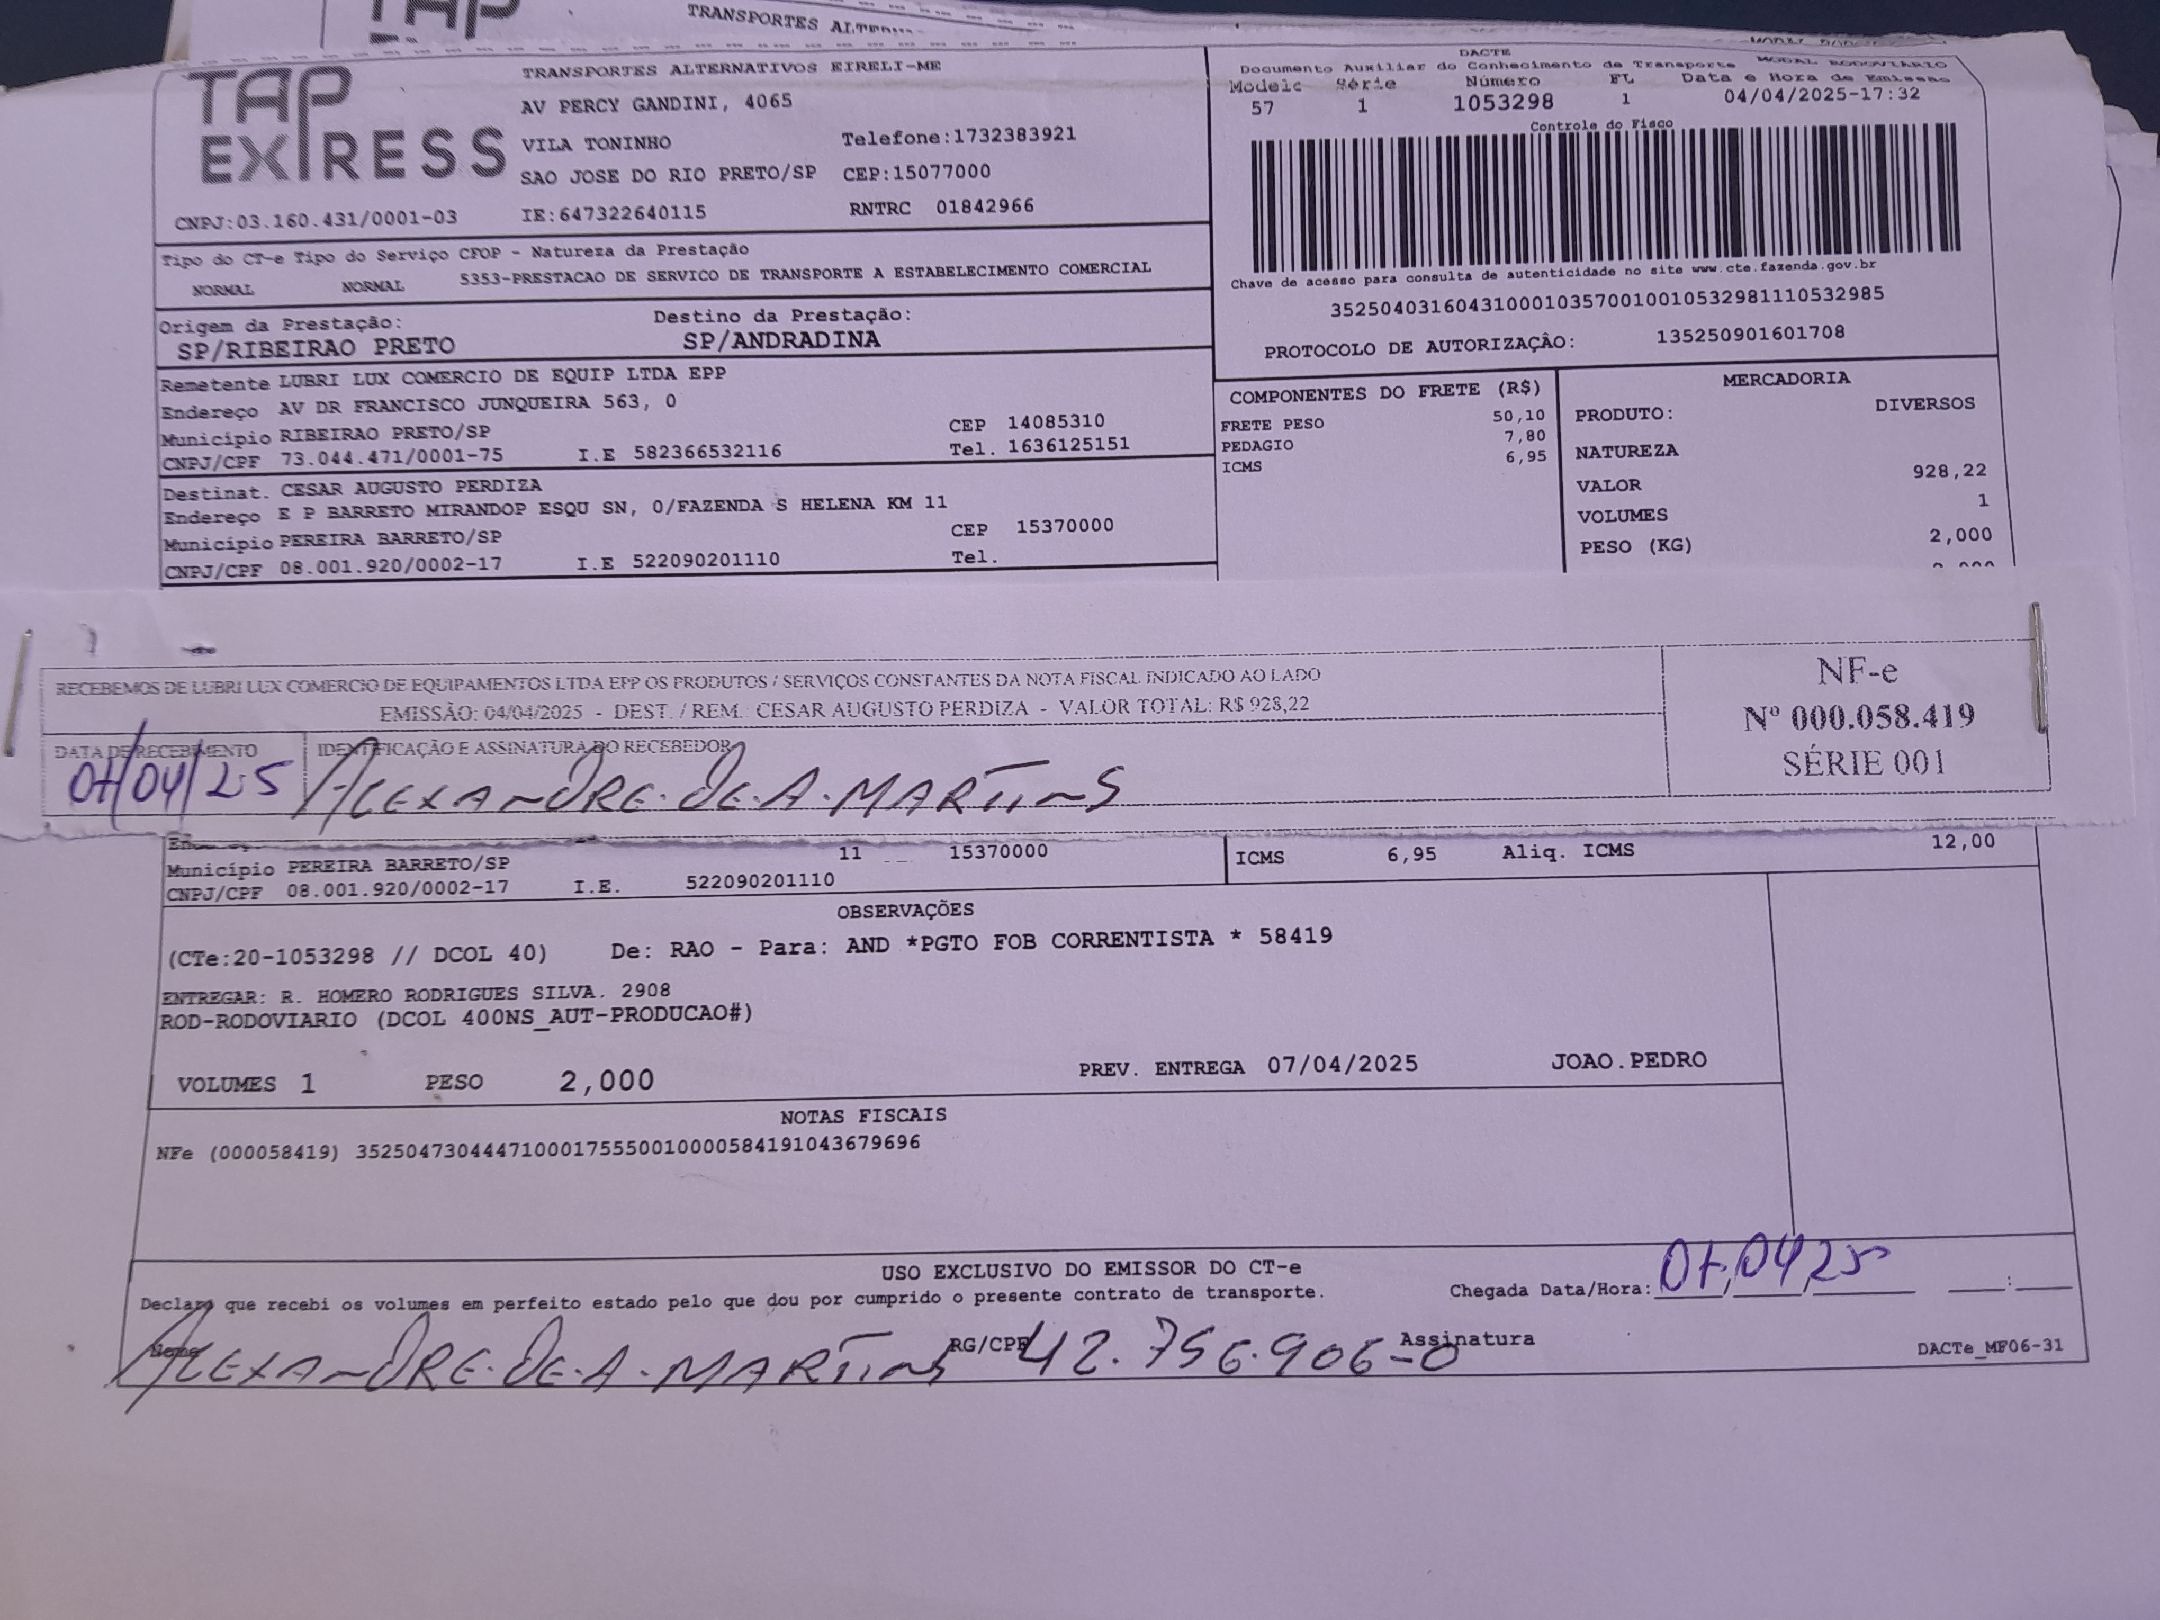 TAP
TRANSPORTES
TAP
EXPRESS
TRANSPORTES ALTERNATIVOS EIRELI-ME
AV PERCY GANDINI, 4065
VILA TONINHO Telefone:1732383921
SAO JOSE DO RIO PRETO/SP CEP:15077000
CNPJ:03.160.431/0001-03 IE:647322640115 RNTRC 01842966
DACTE
Documento Auxiliar do Conhecimento de Transporte MODAL RODOVIÁRIO
Modelo Série Número FL Data e Hora de Emissão
57 1 1053298 1 04/04/2025-17:32
Controle do Fisco
Chave de acesso para consulta de autenticidade no site www.cte.fazenda.gov.br
35250403160431000103570010010532981110532985
PROTOCOLO DE AUTORIZAÇÃO: 135250901601708
Tipo do CT-e Tipo do Serviço CFOP - Natureza da Prestação
NORMAL NORMAL 5353-PRESTACAO DE SERVICO DE TRANSPORTE A ESTABELECIMENTO COMERCIAL
Origem da Prestação: Destino da Prestação:
SP/RIBEIRAO PRETO SP/ANDRADINA
Remetente LUBRI LUX COMERCIO DE EQUIP LTDA EPP
Endereço AV DR FRANCISCO JUNQUEIRA 563, 0
Município RIBEIRAO PRETO/SP CEP 14085310
CNPJ/CPF 73.044.471/0001-75 I.E 582366532116 Tel. 1636125151
Destinat. CESAR AUGUSTO PERDIZA
Endereço E P BARRETO MIRANDOP ESQU SN, 0/FAZENDA S HELENA KM 11
Município PEREIRA BARRETO/SP CEP 15370000
CNPJ/CPF 08.001.920/0002-17 I.E 522090201110 Tel.
COMPONENTES DO FRETE (R$)
FRETE PESO 50,10
PEDAGIO 7,80
ICMS 6,95
MERCADORIA
PRODUTO: DIVERSOS
NATUREZA
VALOR 928,22
VOLUMES 1
PESO (KG) 2,000
RECEBEMOS DE LUBRI LUX COMERCIO DE EQUIPAMENTOS LTDA EPP OS PRODUTOS / SERVIÇOS CONSTANTES DA NOTA FISCAL INDICADO AO LADO
EMISSÃO: 04/04/2025 - DEST. / REM.: CESAR AUGUSTO PERDIZA - VALOR TOTAL: R$ 928,22
DATA DE RECEBIMENTO IDENTIFICAÇÃO E ASSINATURA DO RECEBEDOR
07/04/25 ALEXANDRE.DE.A.MARTINS
NF-e
Nº 000.058.419
SÉRIE 001
11 15370000
Município PEREIRA BARRETO/SP
CNPJ/CPF 08.001.920/0002-17 I.E. 522090201110
ICMS 6,95 Aliq. ICMS 12,00
OBSERVAÇÕES
(CTe:20-1053298 // DCOL 40) De: RAO - Para: AND *PGTO FOB CORRENTISTA * 58419
ENTREGAR: R. HOMERO RODRIGUES SILVA. 2908
ROD-RODOVIARIO (DCOL 400NS_AUT-PRODUCAO#)
VOLUMES 1 PESO 2,000 PREV. ENTREGA 07/04/2025 JOAO.PEDRO
NOTAS FISCAIS
NFe (000058419) 35250473044471000175550010000584191043679696
USO EXCLUSIVO DO EMISSOR DO CT-e
Declaro que recebi os volumes em perfeito estado pelo que dou por cumprido o presente contrato de transporte. Chegada Data/Hora: 07,04,25 :
Nome ALEXANDRE.DE.A.MARTINS RG/CPF 42.756.906-0 Assinatura
DACTe_MF06-31